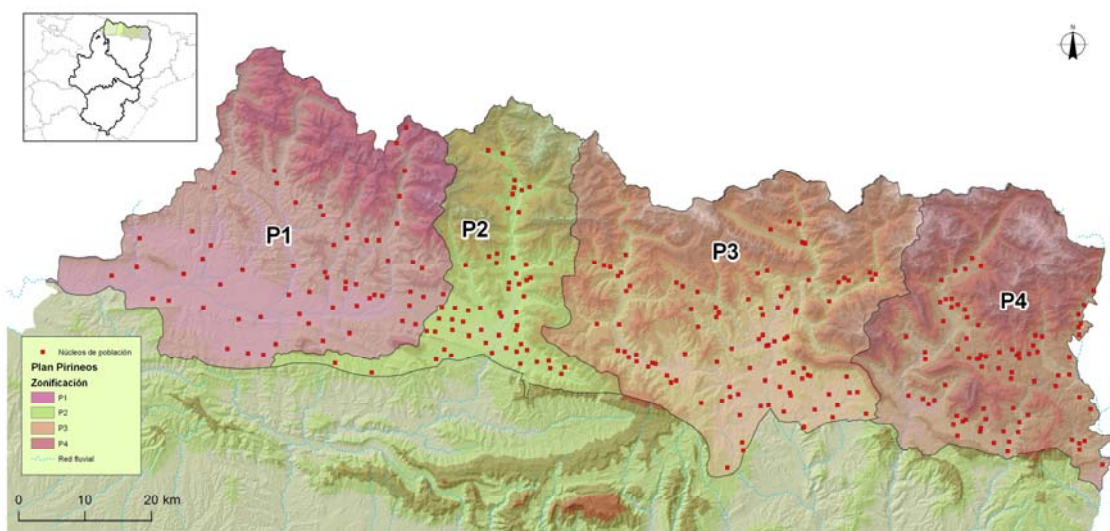 N
P1
P2
P3
P4
Núcleos de población
Plan Pirineos
Zonificación
P1
P2
P3
P4
Red fluvial
0 10 20 km